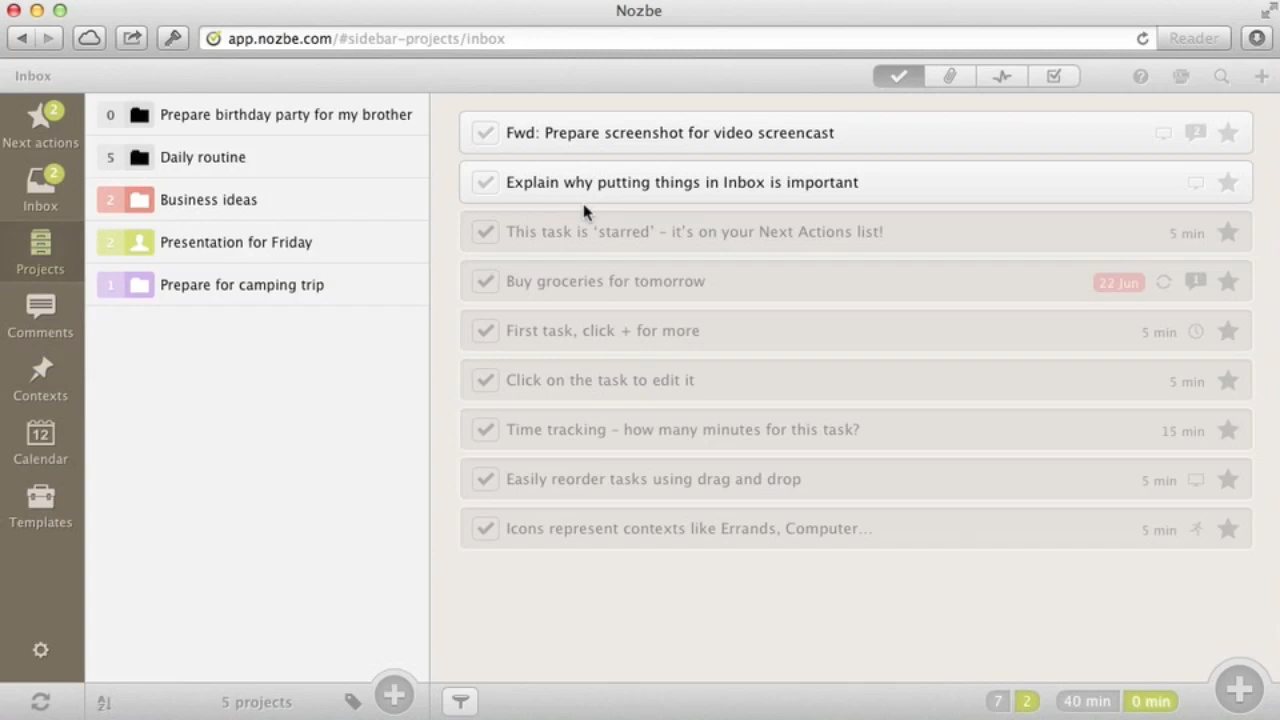 Nozbe
app.nozbe.com/#sidebar-projects/inbox
Reader
Inbox
2
Next actions
2
Inbox
Projects
Comments
Contexts
12
Calendar
Templates
0 Prepare birthday party for my brother
5 Daily routine
2 Business ideas
2 Presentation for Friday
1 Prepare for camping trip
5 projects
Fwd: Prepare screenshot for video screencast 2
Explain why putting things in Inbox is important
This task is ‘starred’ – it’s on your Next Actions list! 5 min
Buy groceries for tomorrow 22 Jun 1
First task, click + for more 5 min
Click on the task to edit it 5 min
Time tracking – how many minutes for this task? 15 min
Easily reorder tasks using drag and drop 5 min
Icons represent contexts like Errands, Computer... 5 min
7 2 40 min 0 min